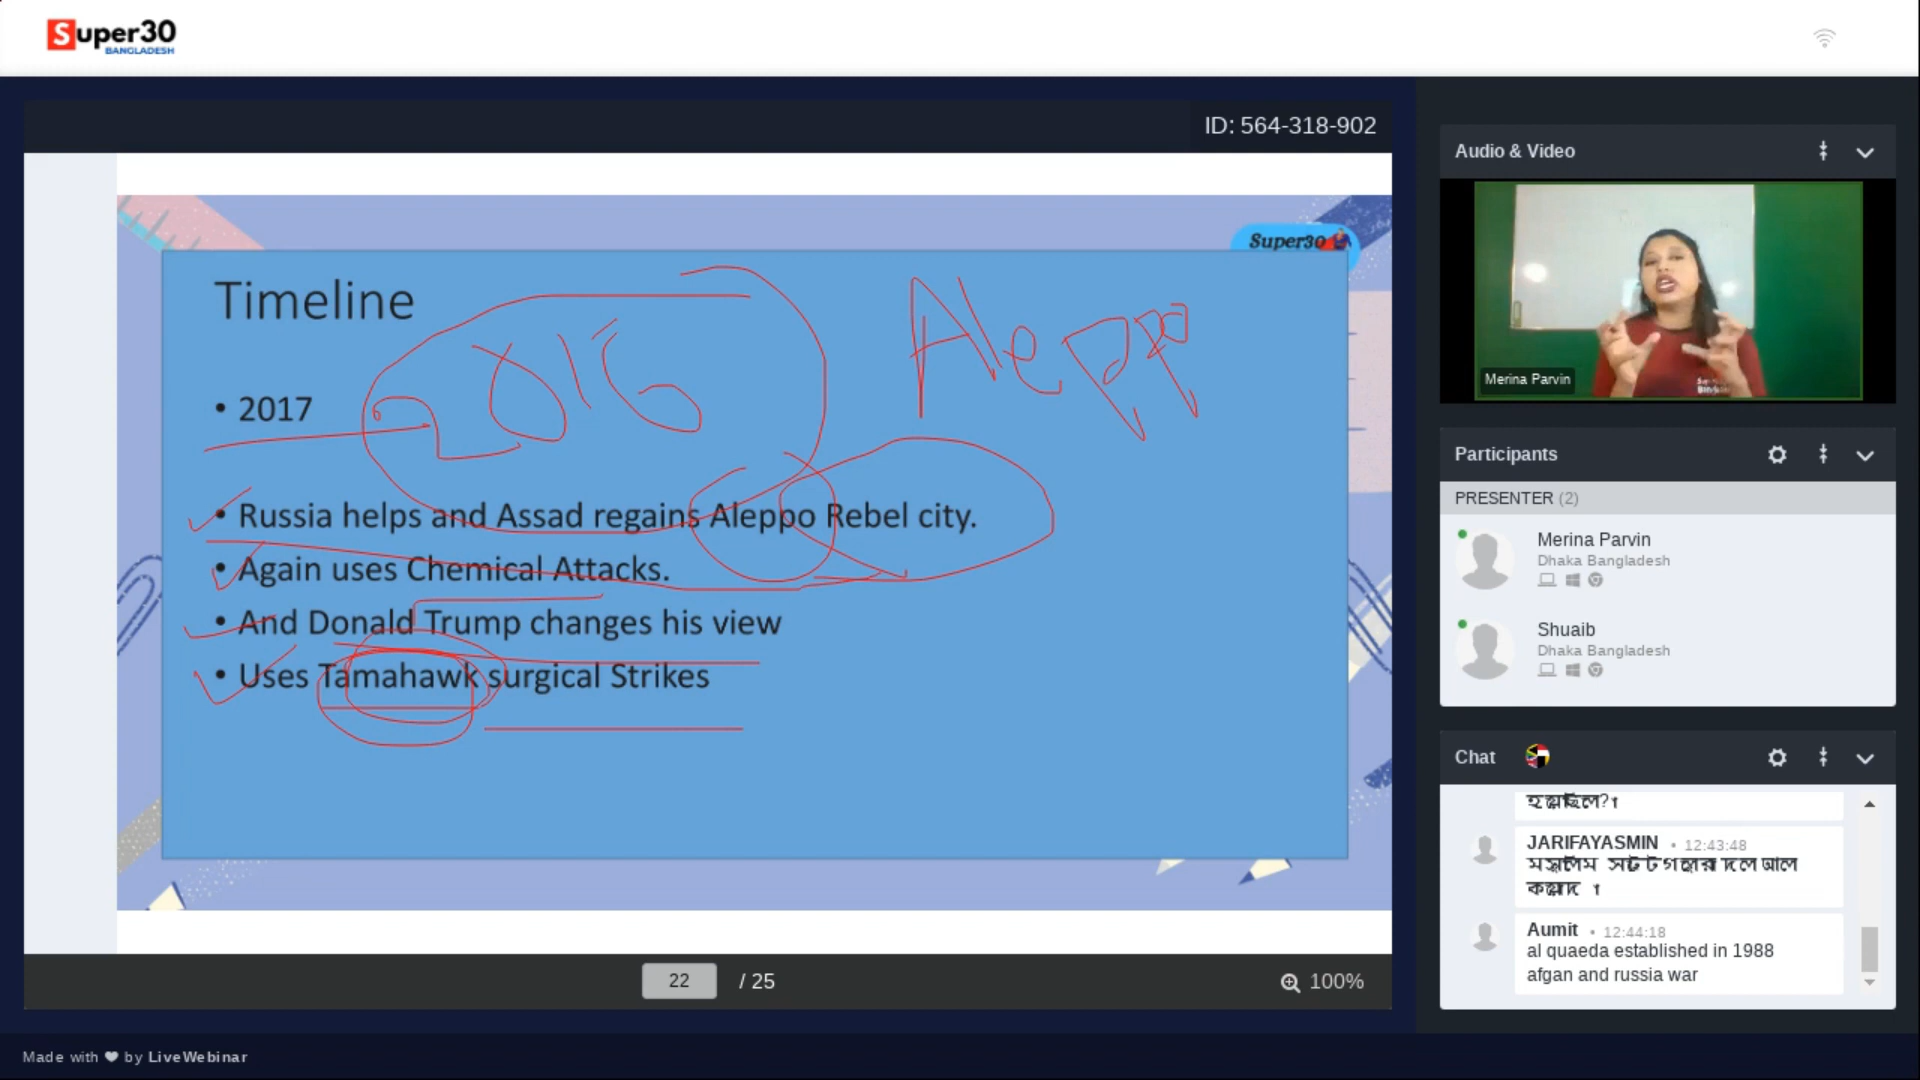 Super30
BANGLADESH
ID: 564-318-902
Super30
Timeline
2016
Aleppo
• 2017
• Russia helps and Assad regains Aleppo Rebel city.
• Again uses Chemical Attacks.
• And Donald Trump changes his view
• Uses Tamahawk surgical Strikes
22 / 25
100%
Audio & Video
Merina Parvin
Participants
PRESENTER (2)
Merina Parvin
Dhaka Bangladesh
Shuaib
Dhaka Bangladesh
Chat
JARIFAYASMIN • 12:43:48
Aumit • 12:44:18
al quaeda established in 1988
afgan and russia war
Made with ❤ by LiveWebinar